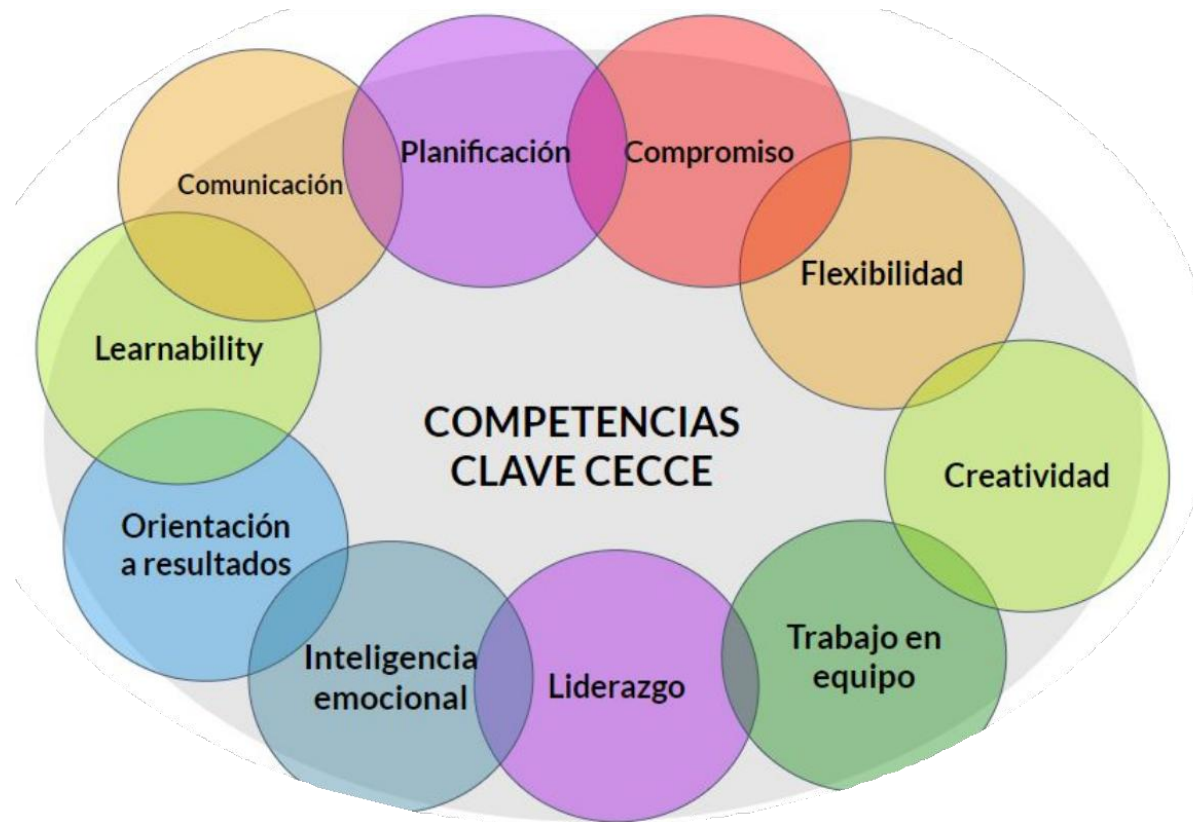 Planificación
Compromiso
Comunicación
Flexibilidad
Learnability
COMPETENCIAS
CLAVE CECCE
Creatividad
Orientación
a resultados
Trabajo en
equipo
Inteligencia
emocional
Liderazgo